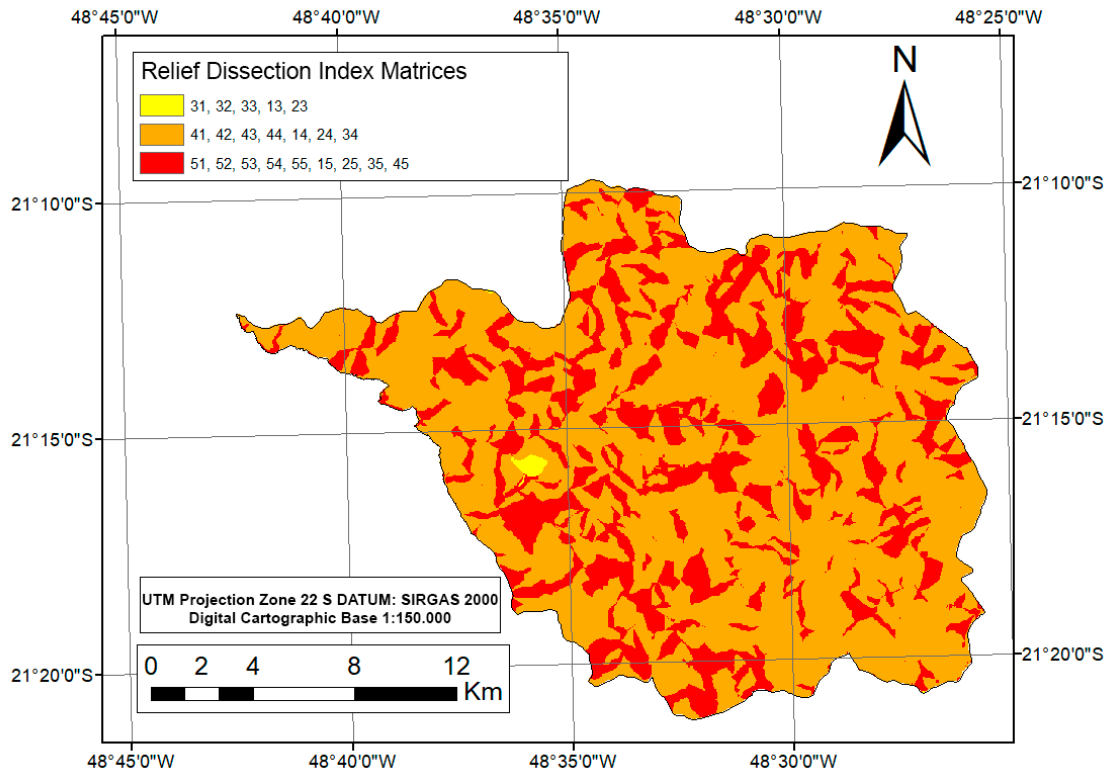 48°45'0"W 48°40'0"W 48°35'0"W 48°30'0"W 48°25'0"W
Relief Dissection Index Matrices
31, 32, 33, 13, 23
41, 42, 43, 44, 14, 24, 34
51, 52, 53, 54, 55, 15, 25, 35, 45
N
21°10'0"S 21°10'0"S
21°15'0"S 21°15'0"S
UTM Projection Zone 22 S DATUM: SIRGAS 2000
Digital Cartographic Base 1:150.000
0 2 4 8 12
Km
21°20'0"S 21°20'0"S
48°45'0"W 48°40'0"W 48°35'0"W 48°30'0"W